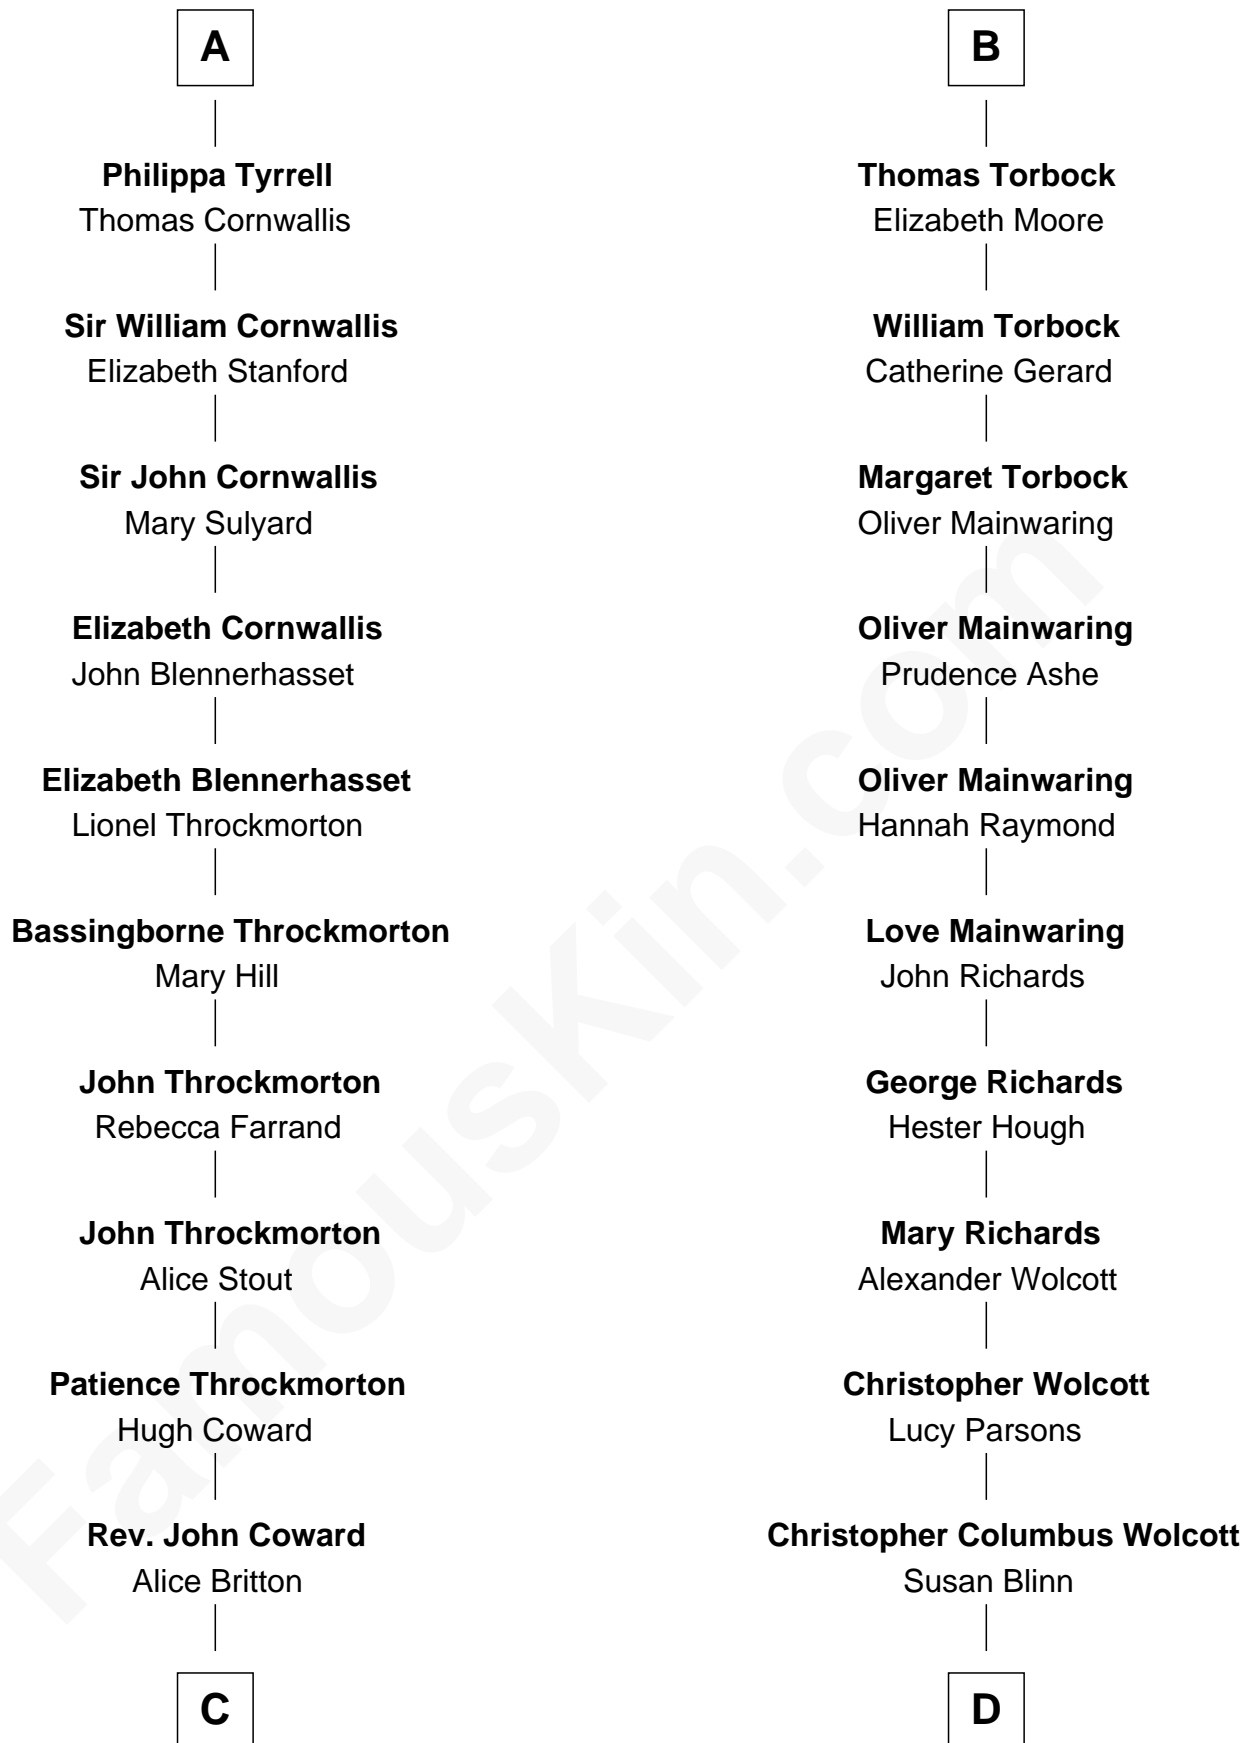 A
Philippa Tyrrell
Thomas Cornwallis
Sir William Cornwallis
Elizabeth Stanford
Sir John Cornwallis
Mary Sulyard
Elizabeth Cornwallis
John Blennerhasset
Elizabeth Blennerhasset
Lionel Throckmorton
Bassingborne Throckmorton
Mary Hill
John Throckmorton
Rebecca Farrand
John Throckmorton
Alice Stout
Patience Throckmorton
Hugh Coward
Rev. John Coward
Alice Britton
C
B
Thomas Torbock
Elizabeth Moore
William Torbock
Catherine Gerard
Margaret Torbock
Oliver Mainwaring
Oliver Mainwaring
Prudence Ashe
Oliver Mainwaring
Hannah Raymond
Love Mainwaring
John Richards
George Richards
Hester Hough
Mary Richards
Alexander Wolcott
Christopher Wolcott
Lucy Parsons
Christopher Columbus Wolcott
Susan Blinn
D
FamousKin.com